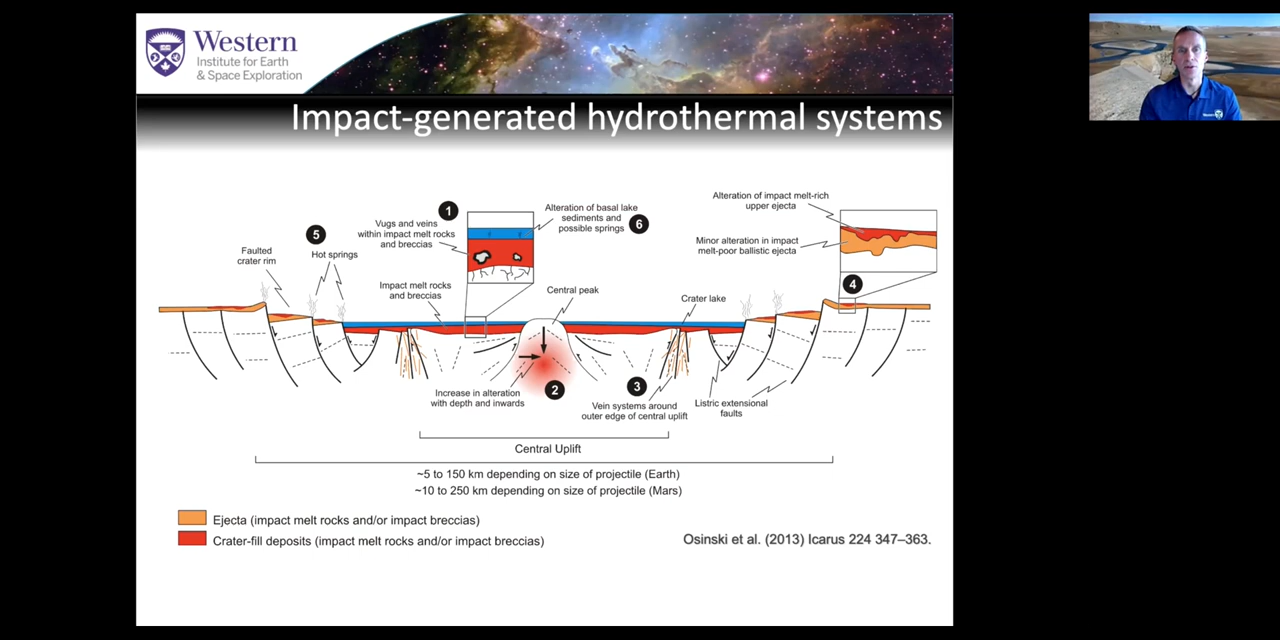 Western
Institute for Earth
& Space Exploration
Impact-generated hydrothermal systems
1
Vugs and veins
within impact melt rocks
and breccias
Alteration of basal lake
sediments and
possible springs
6
Alteration of impact melt-rich
upper ejecta
Minor alteration in impact
melt-poor ballistic ejecta
5
Hot springs
Faulted
crater rim
Impact melt rocks
and breccias
Central peak
Crater lake
4
Increase in alteration
with depth and inwards
2
3
Vein systems around
outer edge of central uplift
Listric extensional
faults
Central Uplift
~5 to 150 km depending on size of projectile (Earth)
~10 to 250 km depending on size of projectile (Mars)
Ejecta (impact melt rocks and/or impact breccias)
Crater-fill deposits (impact melt rocks and/or impact breccias)
Osinski et al. (2013) Icarus 224 347–363.